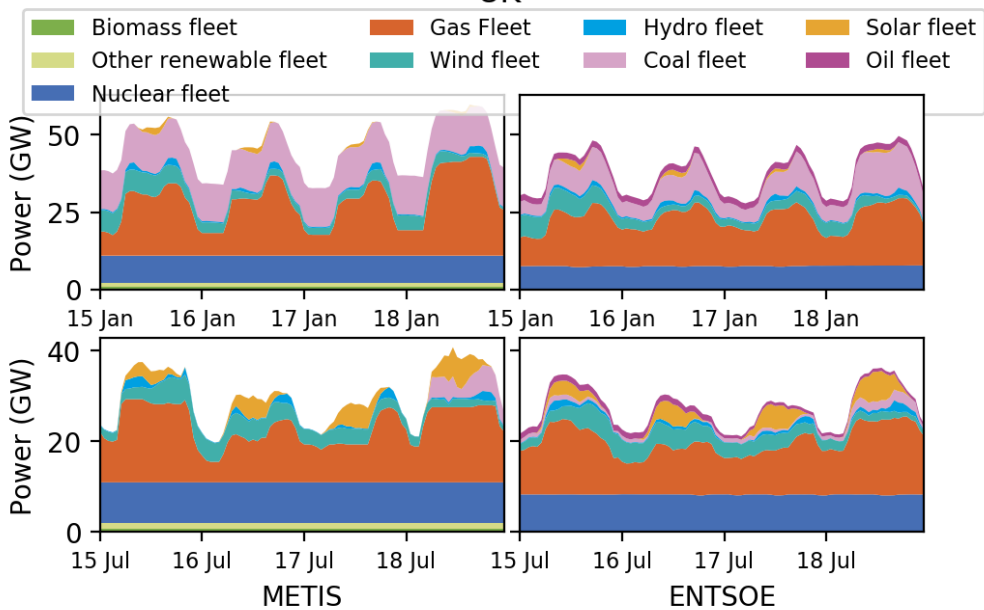 Biomass fleet Gas Fleet Hydro fleet Solar fleet
Other renewable fleet Wind fleet Coal fleet Oil fleet
Nuclear fleet
Power (GW)
50
25
0
15 Jan 16 Jan 17 Jan 18 Jan 15 Jan 16 Jan 17 Jan 18 Jan
Power (GW)
40
20
0
15 Jul 16 Jul 17 Jul 18 Jul 15 Jul 16 Jul 17 Jul 18 Jul
METIS ENTSOE